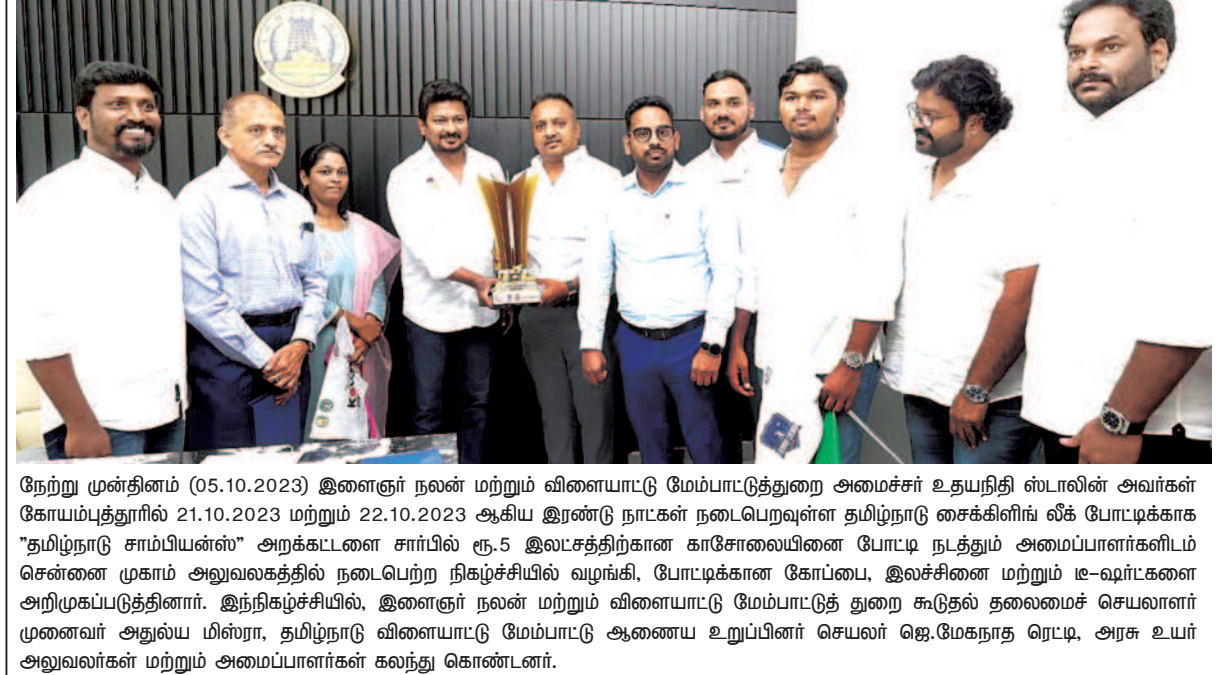 நேற்று முன்தினம் (05.10.2023) இளைஞர் நலன் மற்றும் விளையாட்டு மேம்பாட்டுத்துறை அமைச்சர் உதயநிதி ஸ்டாலின் அவர்கள்
கோயம்புத்தூரில் 21.10.2023 மற்றும் 22.10.2023 ஆகிய இரண்டு நாட்கள் நடைபெறவுள்ள தமிழ்நாடு சைக்கிளிங் லீக் போட்டிக்காக
”தமிழ்நாடு சாம்பியன்ஸ்” அறக்கட்டளை சார்பில் ரூ.5 இலட்சத்திற்கான காசோலையினை போட்டி நடத்தும் அமைப்பாளர்களிடம்
சென்னை முகாம் அலுவலகத்தில் நடைபெற்ற நிகழ்ச்சியில் வழங்கி, போட்டிக்கான கோப்பை, இலச்சினை மற்றும் டீ–ஷர்ட்களை
அறிமுகப்படுத்தினார். இந்நிகழ்ச்சியில், இளைஞர் நலன் மற்றும் விளையாட்டு மேம்பாட்டுத் துறை கூடுதல் தலைமைச் செயலாளர்
முனைவர் அதுல்ய மிஸ்ரா, தமிழ்நாடு விளையாட்டு மேம்பாட்டு ஆணைய உறுப்பினர் செயலர் ஜெ.மேகநாத ரெட்டி, அரசு உயர்
அலுவலர்கள் மற்றும் அமைப்பாளர்கள் கலந்து கொண்டனர்.